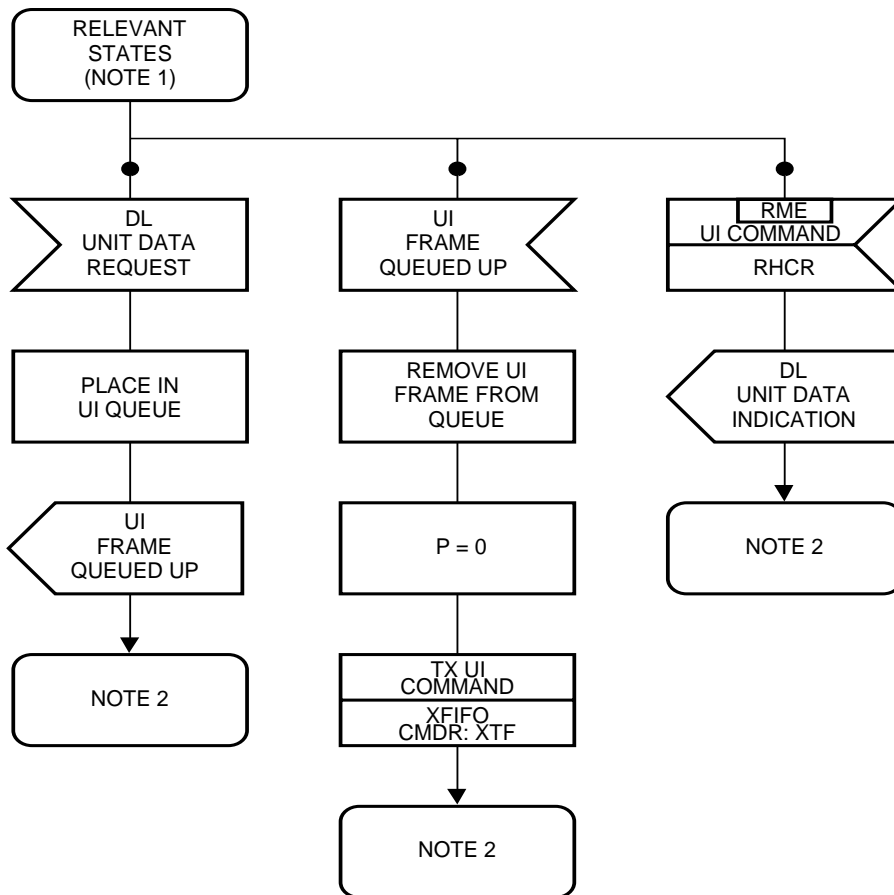 RELEVANT
STATES
(NOTE 1)
DL
UNIT DATA
REQUEST
PLACE IN
UI QUEUE
UI
FRAME
QUEUED UP
NOTE 2
UI
FRAME
QUEUED UP
REMOVE UI
FRAME FROM
QUEUE
P = 0
TX UI
COMMAND
XFIFO
CMDR: XTF
NOTE 2
RME
UI COMMAND
RHCR
DL
UNIT DATA
INDICATION
NOTE 2